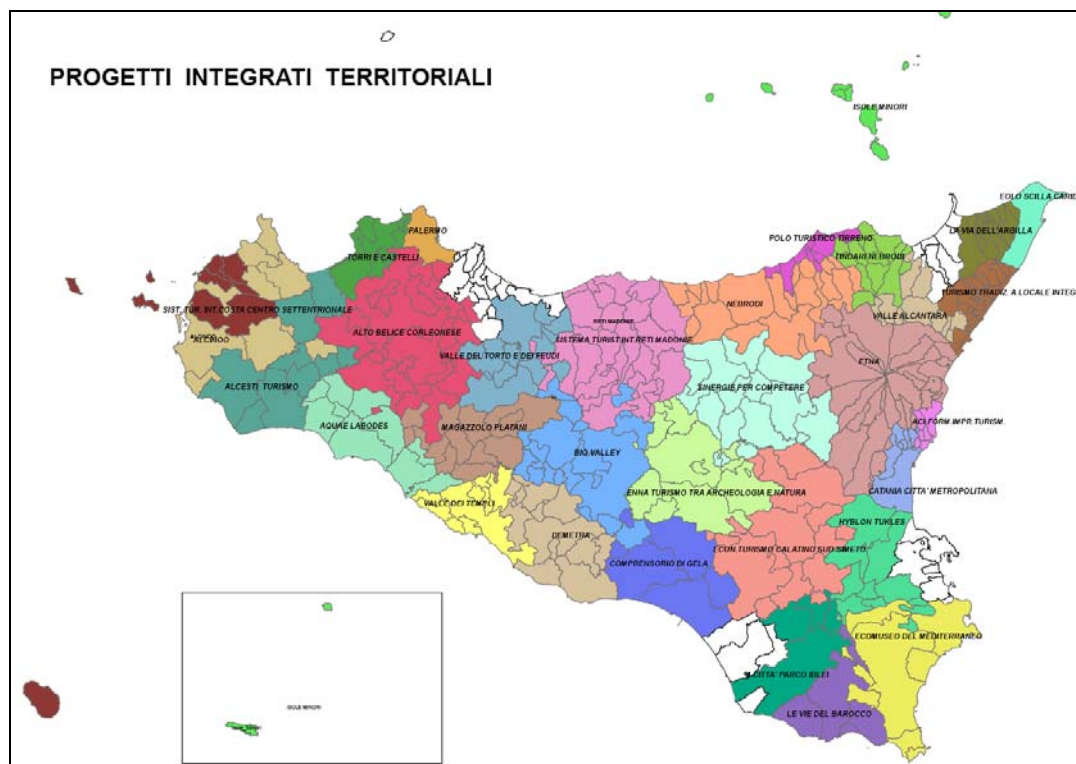 PROGETTI INTEGRATI TERRITORIALI
ISOLE MINORI
EOLO SCILLA
PALERMO
LA VIA DELL'ARGILLA
POLO TURISTICO TIRRENO
TORRI E CASTELLI
TINDARI NEBRODI
TURISMO TRADIZ. A LOCALE INTEG
NEBRODI
SIST. TUR. INT. COSTA CENTRO SETTENTRIONALE
VALLE ALCANTARA
RETI MADONIE
ALTO BELICE CORLEONESE
SISTEMA TURIST.INT.RETI MADONIE
VALLE DEL TORTO E DEI FEUDI
ETNA
ALCESTI TURISMO
SINERGIE PER COMPETERE
ACI FORM.IMPR.TURISM.
AQUAE LABODES
MAGAZZOLO PLATANI
BIO VALLEY
CATANIA CITTA' METROPOLITANA
ENNA TURISMO TRA ARCHEOLOGIA E NATURA
VALLE DEI TEMPLI
HYBLON TUKLES
DEMETRA
ECON.TURISMO CALATINO SUD SIMETO
COMPRENSORIO DI GELA
ECOMUSEO DEL MEDITERRANEO
CITTA' PARCO IBLEI
ISOLE MINORI
LE VIE DEL BAROCCO